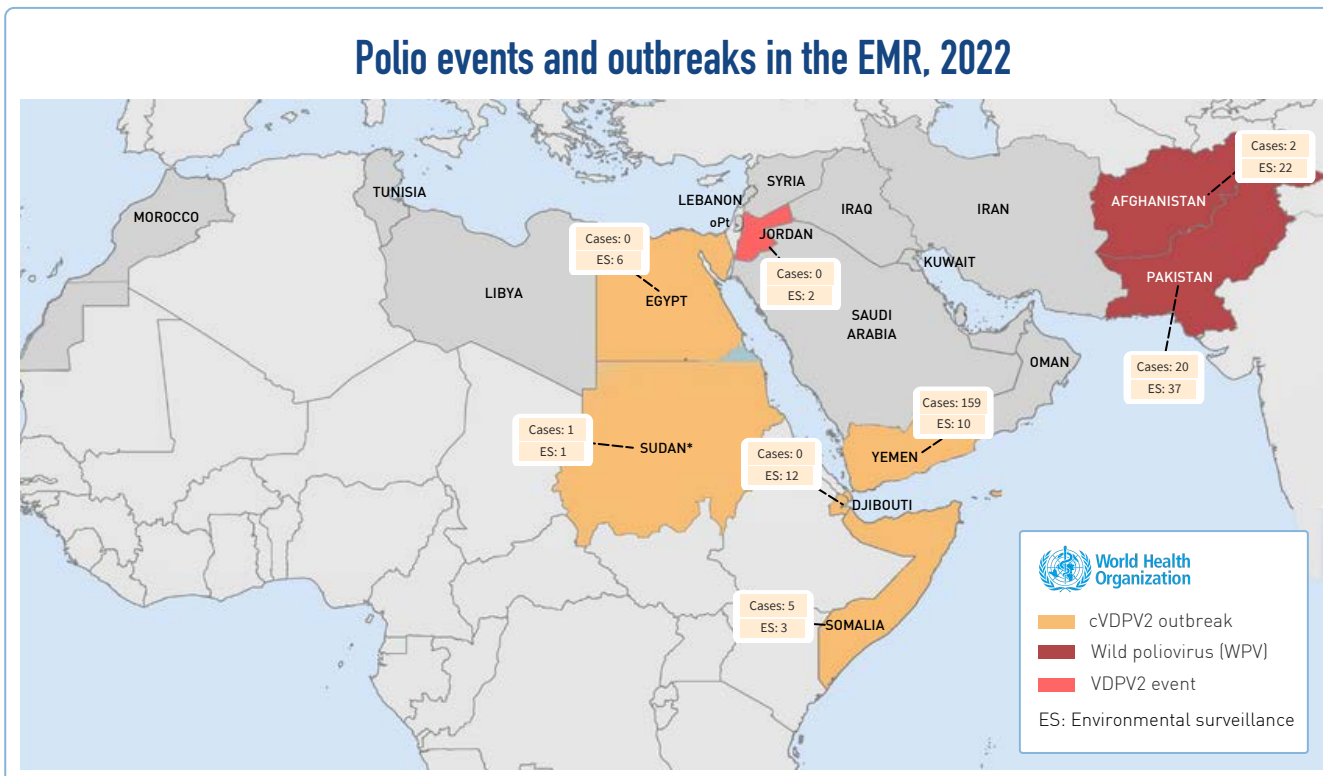 Polio events and outbreaks in the EMR, 2022
Cases: 2
ES: 22
AFGHANISTAN
TUNISIA
SYRIA
LEBANON
MOROCCO
oPt
IRAQ
IRAN
JORDAN
Cases: 0
ES: 6
KUWAIT
PAKISTAN
Cases: 0
ES: 2
LIBYA
EGYPT
SAUDI
ARABIA
OMAN
Cases: 20
ES: 37
Cases: 159
ES: 10
Cases: 1
ES: 1
SUDAN*
YEMEN
Cases: 0
ES: 12
DJIBOUTI
Cases: 5
ES: 3
SOMALIA
World Health
Organization
cVDPV2 outbreak
Wild poliovirus (WPV)
VDPV2 event
ES: Environmental surveillance